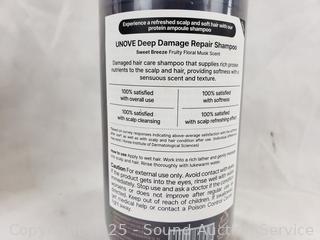 Experience a refreshed scalp and soft hair with our
protein ampoule shampoo
UNOVE Deep Damage Repair Shampoo
Sweet Breeze Fruity Floral Musk Scent
Damaged hair care shampoo that supplies rich protein
nutrients to the scalp and hair, providing softness with a
sensuous scent and texture.
100% satisfied
with overall use
100% satisfied
with softness
100% satisfied
with scalp cleansing
100% satisfied
with scalp refreshing effect
How to use Apply to wet hair. Work into a rich lather and gently massage
scalp and hair. Rinse thoroughly with lukewarm water.
Caution For external use only. Avoid contact with eyes.
If the product gets into the eyes, rinse with water
immediately. Stop use and ask a doctor if the condition
worsens or does not improve after regular use
Keep out of reach of children. If swallowed,
get medical help or contact a Poison Control Center
right away.